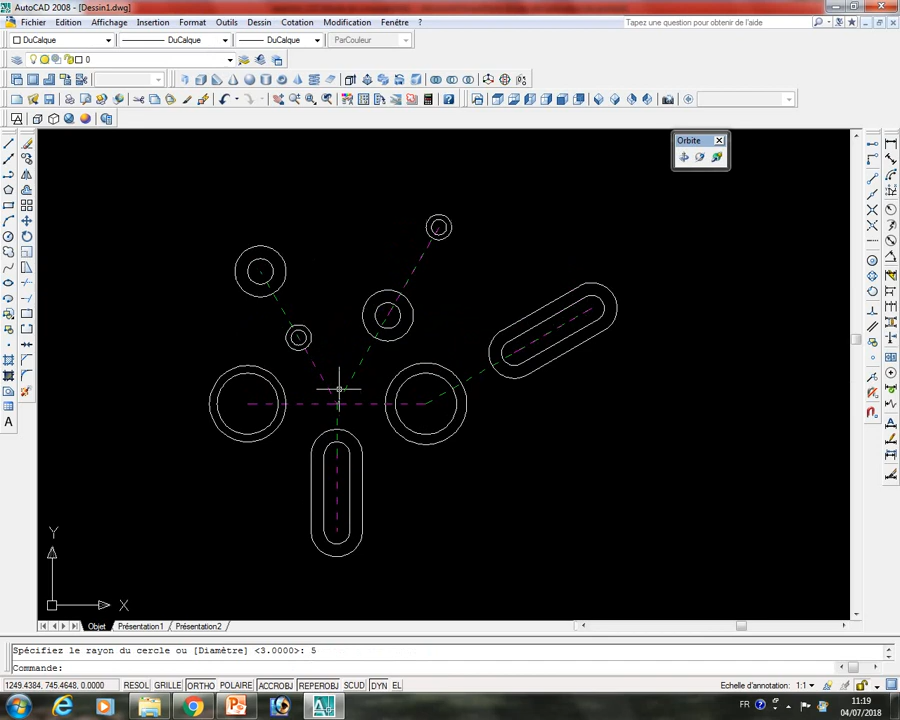 AutoCAD 2008 - [Dessin1.dwg]
Fichier Edition Affichage Insertion Format Outils Dessin Cotation Modification Fenêtre ?
Tapez une question pour obtenir de l'aide
DuCalque DuCalque DuCalque ParCouleur
0
Orbite
Y
X
Objet Présentation1 Présentation2
Spécifiez le rayon du cercle ou [Diamètre] <3.0000>: 5
Commande:
1249.4384, 745.4648, 0.0000 RESOL GRILLE ORTHO POLAIRE ACCROBJ REPEROBJ SCUD DYN EL
Echelle d'annotation: 1:1
FR
11:19
04/07/2018
A